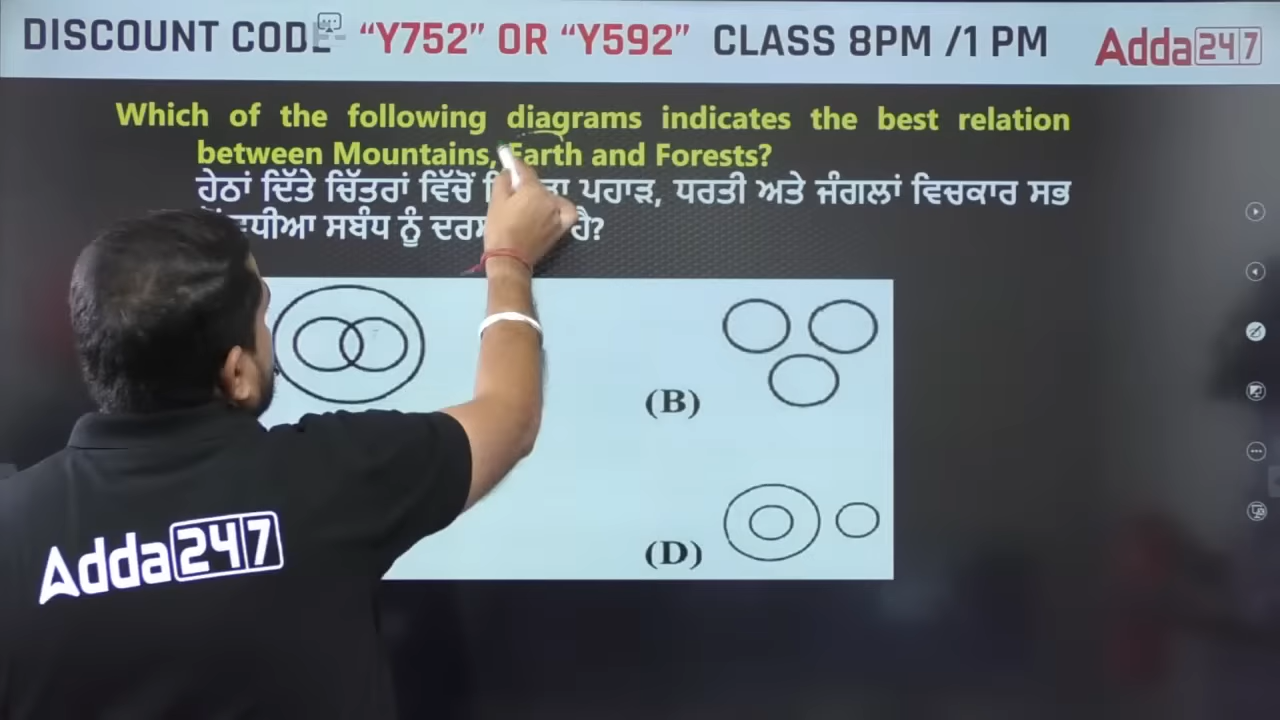 DISCOUNT CODE "Y752" OR "Y592" CLASS 8PM /1 PM
Adda247
Which of the following diagrams indicates the best relation
between Mountains, Earth and Forests?
ਹੇਠਾਂ ਦਿੱਤੇ ਚਿੱਤਰਾਂ ਵਿੱਚੋਂ ਪਹਾੜ, ਧਰਤੀ ਅਤੇ ਜੰਗਲਾਂ ਵਿਚਕਾਰ ਸਭ
ਸਬੰਧ ਨੂੰ ਹੈ?
(B)
(D)
Adda247